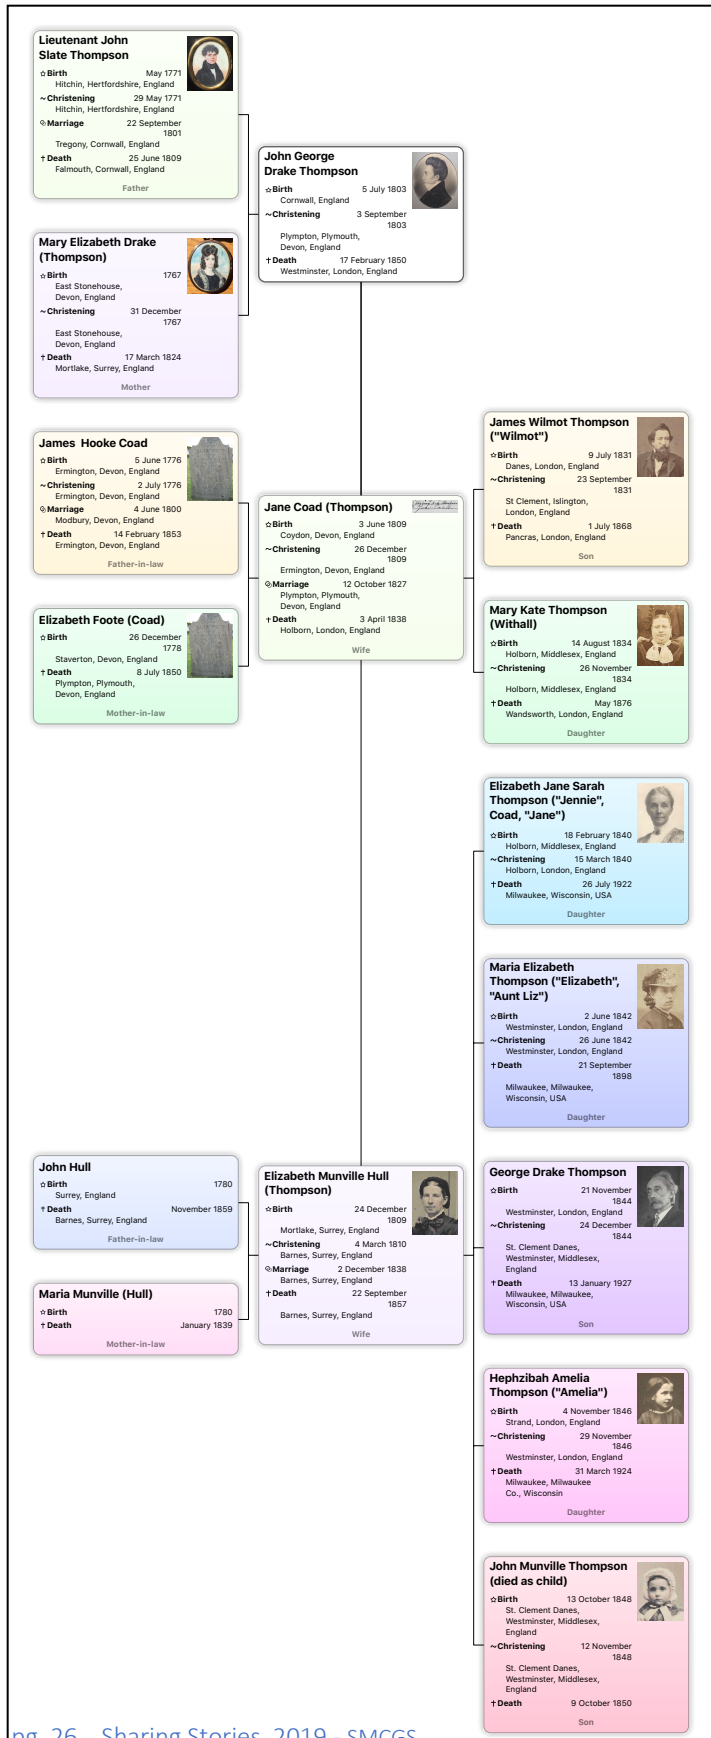 Lieutenant John
Slate Thompson
☆Birth May 1771
Hitchin, Hertfordshire, England
~Christening 29 May 1771
Hitchin, Hertfordshire, England
⚭Marriage 22 September
1801
Tregony, Cornwall, England
†Death 25 June 1809
Falmouth, Cornwall, England
Father
Mary Elizabeth Drake
(Thompson)
☆Birth 1767
East Stonehouse,
Devon, England
~Christening 31 December
1767
East Stonehouse,
Devon, England
†Death 17 March 1824
Mortlake, Surrey, England
Mother
John George
Drake Thompson
☆Birth 5 July 1803
Cornwall, England
~Christening 3 September
1803
Plympton, Plymouth,
Devon, England
†Death 17 February 1850
Westminster, London, England
James Hooke Coad
☆Birth 5 June 1776
Ermington, Devon, England
~Christening 2 July 1776
Ermington, Devon, England
⚭Marriage 4 June 1800
Modbury, Devon, England
†Death 14 February 1853
Ermington, Devon, England
Father-in-law
Elizabeth Foote (Coad)
☆Birth 26 December
1778
Staverton, Devon, England
†Death 8 July 1850
Plympton, Plymouth,
Devon, England
Mother-in-law
Jane Coad (Thompson)
☆Birth 3 June 1809
Coydon, Devon, England
~Christening 26 December
1809
Ermington, Devon, England
⚭Marriage 12 October 1827
Plympton, Plymouth,
Devon, England
†Death 3 April 1838
Holborn, London, England
Wife
James Wilmot Thompson
("Wilmot")
☆Birth 9 July 1831
Danes, London, England
~Christening 23 September
1831
St Clement, Islington,
London, England
†Death 1 July 1868
Pancras, London, England
Son
Mary Kate Thompson
(Withall)
☆Birth 14 August 1834
Holborn, Middlesex, England
~Christening 26 November
1834
Holborn, Middlesex, England
†Death May 1876
Wandsworth, London, England
Daughter
Elizabeth Jane Sarah
Thompson ("Jennie",
Coad, "Jane")
☆Birth 18 February 1840
Holborn, Middlesex, England
~Christening 15 March 1840
Holborn, London, England
†Death 26 July 1922
Milwaukee, Wisconsin, USA
Daughter
Maria Elizabeth
Thompson ("Elizabeth",
"Aunt Liz")
☆Birth 2 June 1842
Westminster, London, England
~Christening 26 June 1842
Westminster, London, England
†Death 21 September
1898
Milwaukee, Milwaukee,
Wisconsin, USA
Daughter
John Hull
☆Birth 1780
Surrey, England
†Death November 1859
Barnes, Surrey, England
Father-in-law
Maria Munville (Hull)
☆Birth 1780
†Death January 1839
Mother-in-law
Elizabeth Munville Hull
(Thompson)
☆Birth 24 December
1809
Mortlake, Surrey, England
~Christening 4 March 1810
Barnes, Surrey, England
⚭Marriage 2 December 1838
Barnes, Surrey, England
†Death 22 September
1857
Barnes, Surrey, England
Wife
George Drake Thompson
☆Birth 21 November
1844
Westminster, London, England
~Christening 24 December
1844
St. Clement Danes,
Westminster, Middlesex,
England
†Death 13 January 1927
Milwaukee, Milwaukee,
Wisconsin, USA
Son
Hephzibah Amelia
Thompson ("Amelia")
☆Birth 4 November 1846
Strand, London, England
~Christening 29 November
1846
Westminster, London, England
†Death 31 March 1924
Milwaukee, Milwaukee
Co., Wisconsin
Daughter
John Munville Thompson
(died as child)
☆Birth 13 October 1848
St. Clement Danes,
Westminster, Middlesex,
England
~Christening 12 November
1848
St. Clement Danes,
Westminster, Middlesex,
England
†Death 9 October 1850
Son
pg. 26 Sharing Stories, 2019 - SMCGS